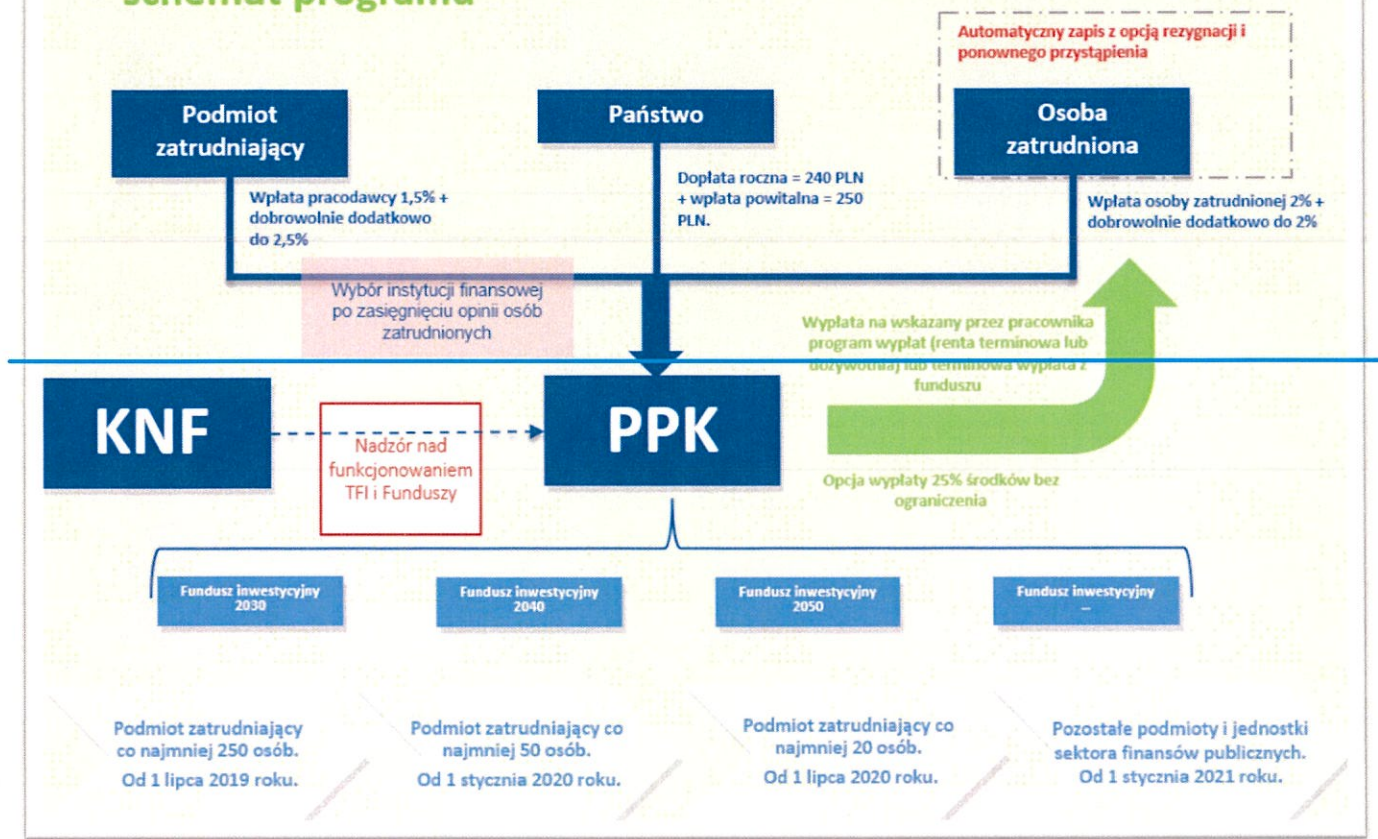 schemat programu
Automatyczny zapis z opcją rezygnacji i
ponownego przystąpienia
Podmiot
zatrudniający
Państwo
Osoba
zatrudniona
Wpłata pracodawcy 1,5% +
dobrowolnie dodatkowo
do 2,5%
Dopłata roczna = 240 PLN
+ wpłata powitalna = 250
PLN.
Wpłata osoby zatrudnionej 2% +
dobrowolnie dodatkowo do 2%
Wybór instytucji finansowej
po zasięgnięciu opinii osób
zatrudnionych
Wypłata na wskazany przez pracownika
program wypłat (renta terminowa lub
dożywotnia) lub terminowa wypłata z
funduszu
KNF
Nadzór nad
funkcjonowaniem
TFI i Funduszy
PPK
Opcja wypłaty 25% środków bez
ograniczenia
Fundusz inwestycyjny
2030
Fundusz inwestycyjny
2040
Fundusz inwestycyjny
2050
Fundusz inwestycyjny
...
Podmiot zatrudniający
co najmniej 250 osób.
Od 1 lipca 2019 roku.
Podmiot zatrudniający co
najmniej 50 osób.
Od 1 stycznia 2020 roku.
Podmiot zatrudniający co
najmniej 20 osób.
Od 1 lipca 2020 roku.
Pozostałe podmioty i jednostki
sektora finansów publicznych.
Od 1 stycznia 2021 roku.